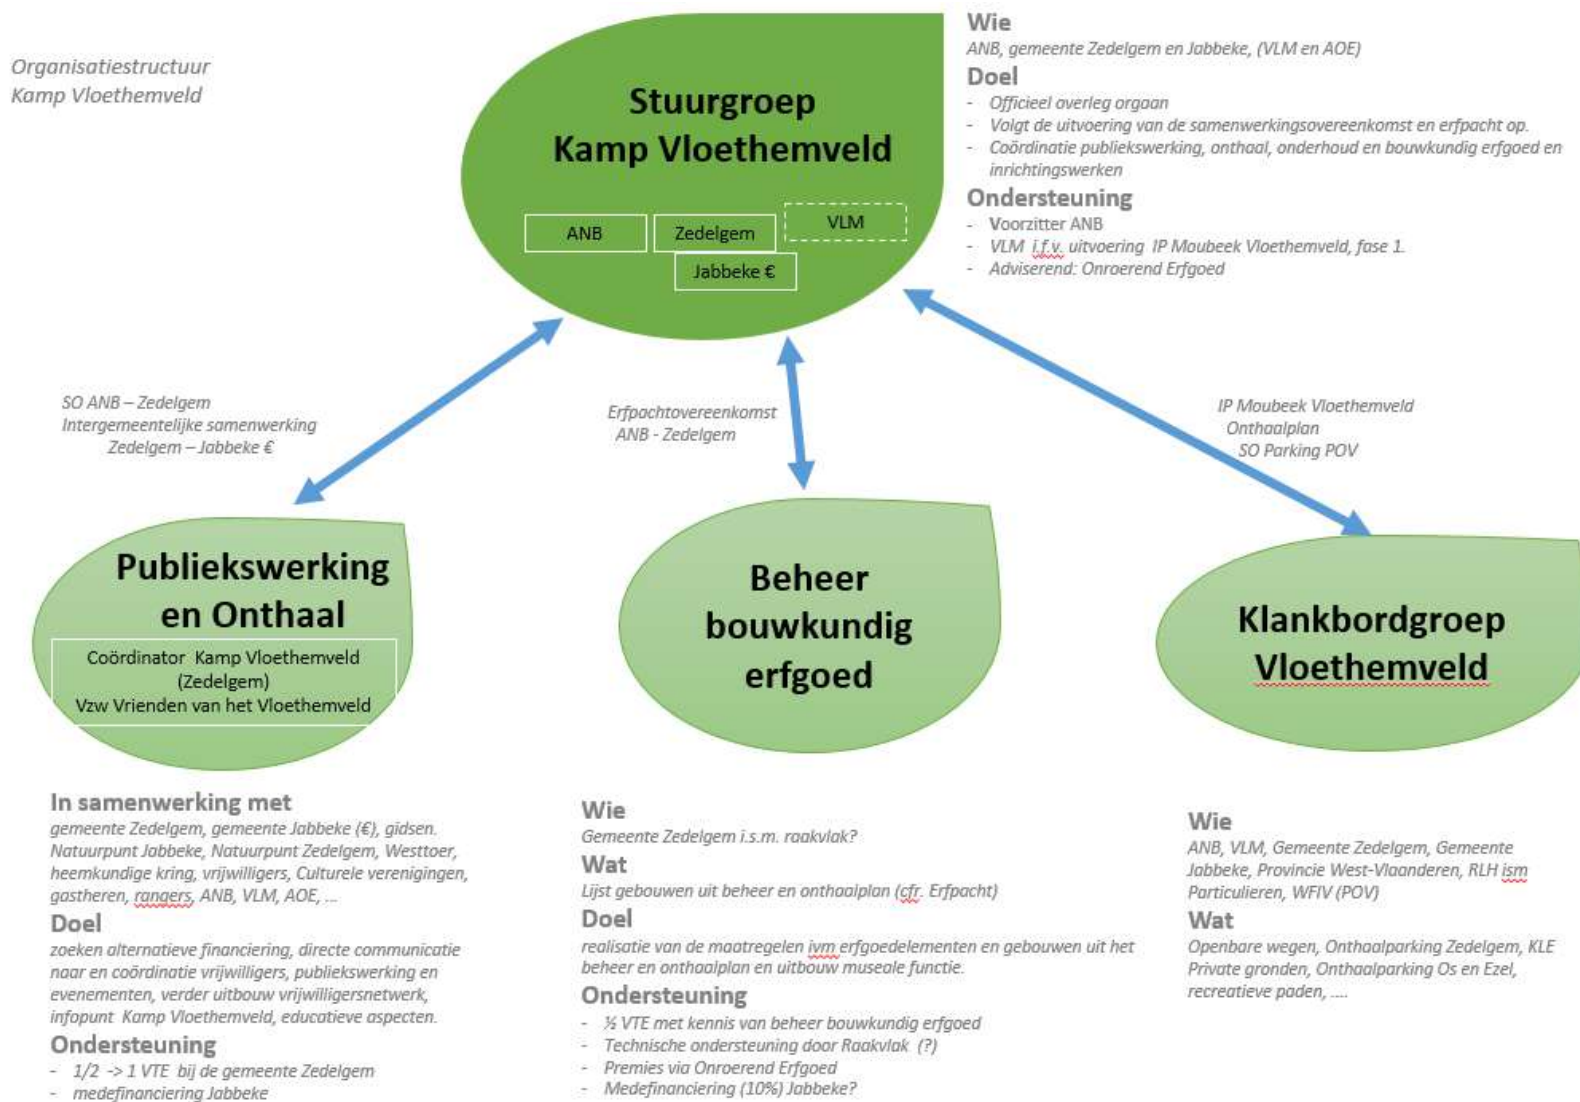 Organisatiestructuur
Kamp Vloethemveld
Stuurgroep
Kamp Vloethemveld
ANB
Zedelgem
VLM
Jabbeke €
Wie
ANB, gemeente Zedelgem en Jabbeke, (VLM en AOE)
Doel
- Officieel overleg orgaan
- Volgt de uitvoering van de samenwerkingsovereenkomst en erfpacht op.
- Coördinatie publiekswerking, onthaal, onderhoud en bouwkundig erfgoed en
inrichtingswerken
Ondersteuning
- Voorzitter ANB
- VLM i.f.v. uitvoering IP Moubeek Vloethemveld, fase 1.
- Adviserend: Onroerend Erfgoed
SO ANB – Zedelgem
Intergemeentelijke samenwerking
Zedelgem – Jabbeke €
Erfpachtovereenkomst
ANB - Zedelgem
IP Moubeek Vloethemveld
Onthaalplan
SO Parking POV
Publiekswerking
en Onthaal
Coördinator Kamp Vloethemveld
(Zedelgem)
Vzw Vrienden van het Vloethemveld
In samenwerking met
gemeente Zedelgem, gemeente Jabbeke (€), gidsen.
Natuurpunt Jabbeke, Natuurpunt Zedelgem, Westtoer,
heemkundige kring, vrijwilligers, Culturele verenigingen,
gastheren, rangers, ANB, VLM, AOE, ...
Doel
zoeken alternatieve financiering, directe communicatie
naar en coördinatie vrijwilligers, publiekswerking en
evenementen, verder uitbouw vrijwilligersnetwerk,
infopunt Kamp Vloethemveld, educatieve aspecten.
Ondersteuning
- 1/2 -> 1 VTE bij de gemeente Zedelgem
- medefinanciering Jabbeke
Beheer
bouwkundig
erfgoed
Wie
Gemeente Zedelgem i.s.m. raakvlak?
Wat
Lijst gebouwen uit beheer en onthaalplan (cfr. Erfpacht)
Doel
realisatie van de maatregelen ivm erfgoedelementen en gebouwen uit het
beheer en onthaalplan en uitbouw museale functie.
Ondersteuning
- ½ VTE met kennis van beheer bouwkundig erfgoed
- Technische ondersteuning door Raakvlak (?)
- Premies via Onroerend Erfgoed
- Medefinanciering (10%) Jabbeke?
Klankbordgroep
Vloethemveld
Wie
ANB, VLM, Gemeente Zedelgem, Gemeente
Jabbeke, Provincie West-Vlaanderen, RLH ism
Particulieren, WFIV (POV)
Wat
Openbare wegen, Onthaalparking Zedelgem, KLE
Private gronden, Onthaalparking Os en Ezel,
recreatieve paden, ....